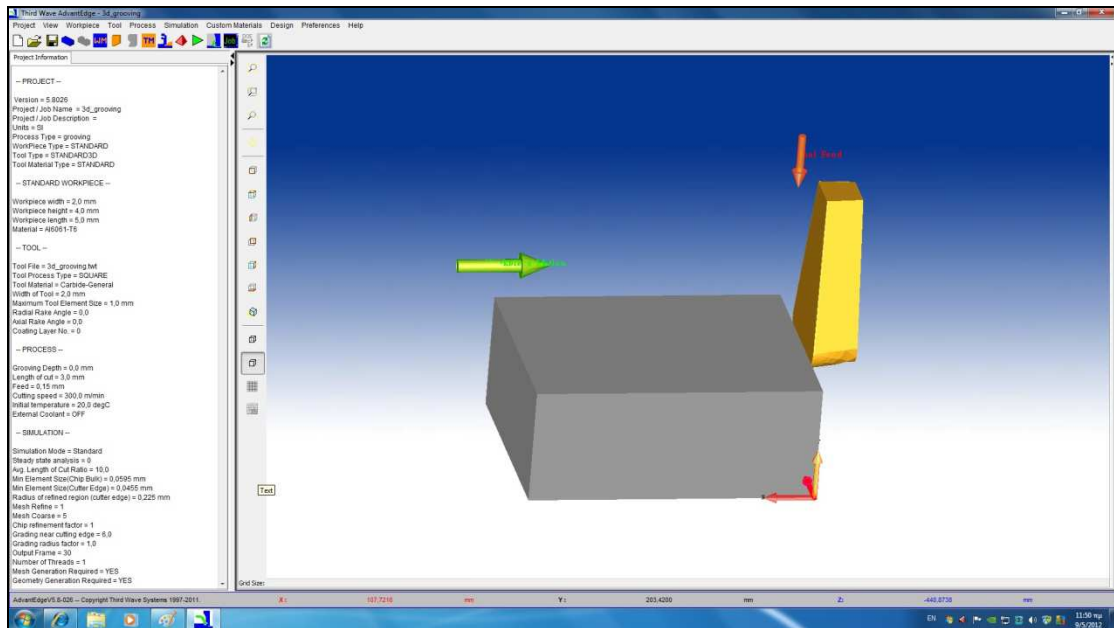 Third Wave AdvantEdge - 3d_grooving
Project View Workpiece Tool Process Simulation Custom Materials Design Preferences Help
WM TM Job
Project Information
-- PROJECT --
Version = 5.8026
Project / Job Name = 3d_grooving
Project / Job Description =
Units = SI
Process Type = grooving
WorkPiece Type = STANDARD
Tool Type = STANDARD3D
Tool Material Type = STANDARD
-- STANDARD WORKPIECE --
Workpiece width = 2,0 mm
Workpiece height = 4,0 mm
Workpiece length = 5,0 mm
Material = Al6061-T6
-- TOOL --
Tool File = 3d_grooving.twt
Tool Process Type = SQUARE
Tool Material = Carbide-General
Width of Tool = 2,0 mm
Maximum Tool Element Size = 1,0 mm
Radial Rake Angle = 0,0
Axial Rake Angle = 0,0
Coating Layer No. = 0
-- PROCESS --
Grooving Depth = 0,0 mm
Length of cut = 3,0 mm
Feed = 0,15 mm
Cutting speed = 300,0 m/min
Initial temperature = 20,0 degC
External Coolant = OFF
-- SIMULATION --
Simulation Mode = Standard
Steady state analysis = 0
Avg. Length of Cut Ratio = 10,0
Min Element Size(Chip Bulk) = 0,0595 mm
Min Element Size(Cutter Edge) = 0,0455 mm
Radius of refined region (cutter edge) = 0,225 mm
Mesh Refine = 1
Mesh Coarse = 5
Chip refinement factor = 1
Grading near cutting edge = 6,0
Grading radius factor = 1,0
Output Frame = 30
Number of Threads = 1
Mesh Generation Required = YES
Geometry Generation Required = YES
Feed
Text
Grid Size:
AdvantEdgeV5.8-026 -- Copyright Third Wave Systems 1997-2011. X: 107,7216 mm Y: 203,4200 mm Z: -440,8738 mm
EN 11:50 πμ
9/5/2012